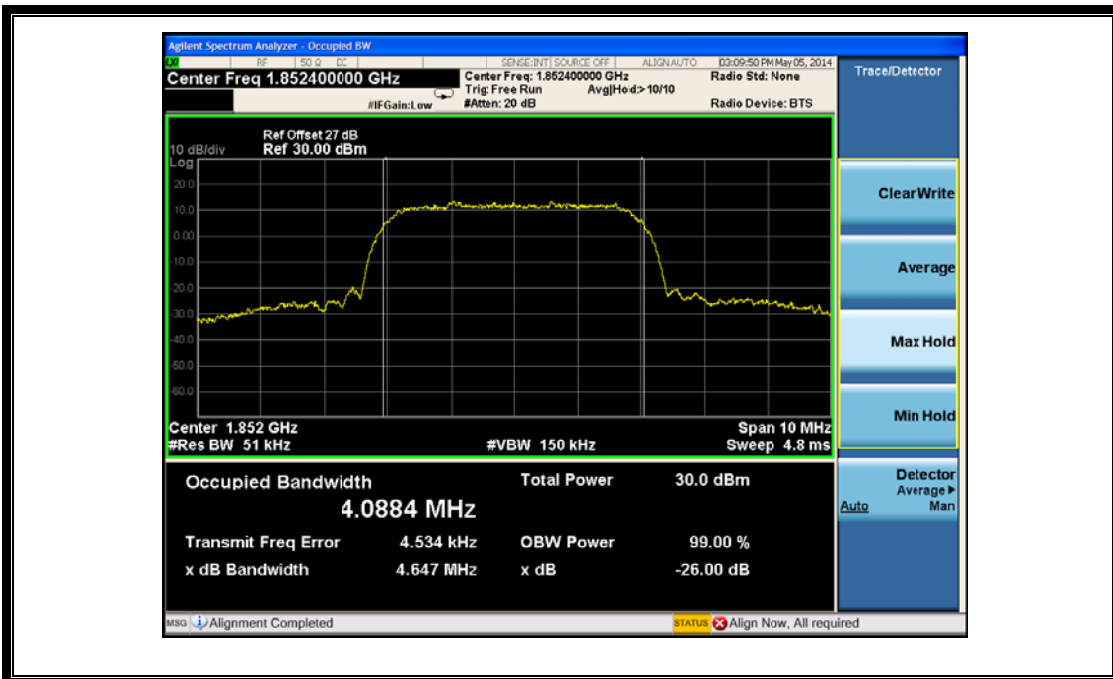 Agilent Spectrum Analyzer - Occupied BW
LXI RF 50 Ω DC SENSE:INT SOURCE OFF ALIGN AUTO 03:09:50 PM May 05, 2014
Center Freq 1.852400000 GHz
Center Freq: 1.852400000 GHz
Radio Std: None
Trig: Free Run Avg|Hold:>10/10
#IFGain:Low
#Atten: 20 dB
Radio Device: BTS
Trace/Detector
Ref Offset 27 dB
10 dB/div Ref 30.00 dBm
Log
20.0
10.0
0.00
-10.0
-20.0
-30.0
-40.0
-50.0
-60.0
Center 1.852 GHz Span 10 MHz
#Res BW 51 kHz #VBW 150 kHz Sweep 4.8 ms
Occupied Bandwidth Total Power 30.0 dBm
4.0884 MHz
Transmit Freq Error 4.534 kHz OBW Power 99.00 %
x dB Bandwidth 4.647 MHz x dB -26.00 dB
Clear Write
Average
Max Hold
Min Hold
Detector
Average
Auto Man
MSG Alignment Completed STATUS Align Now, All required